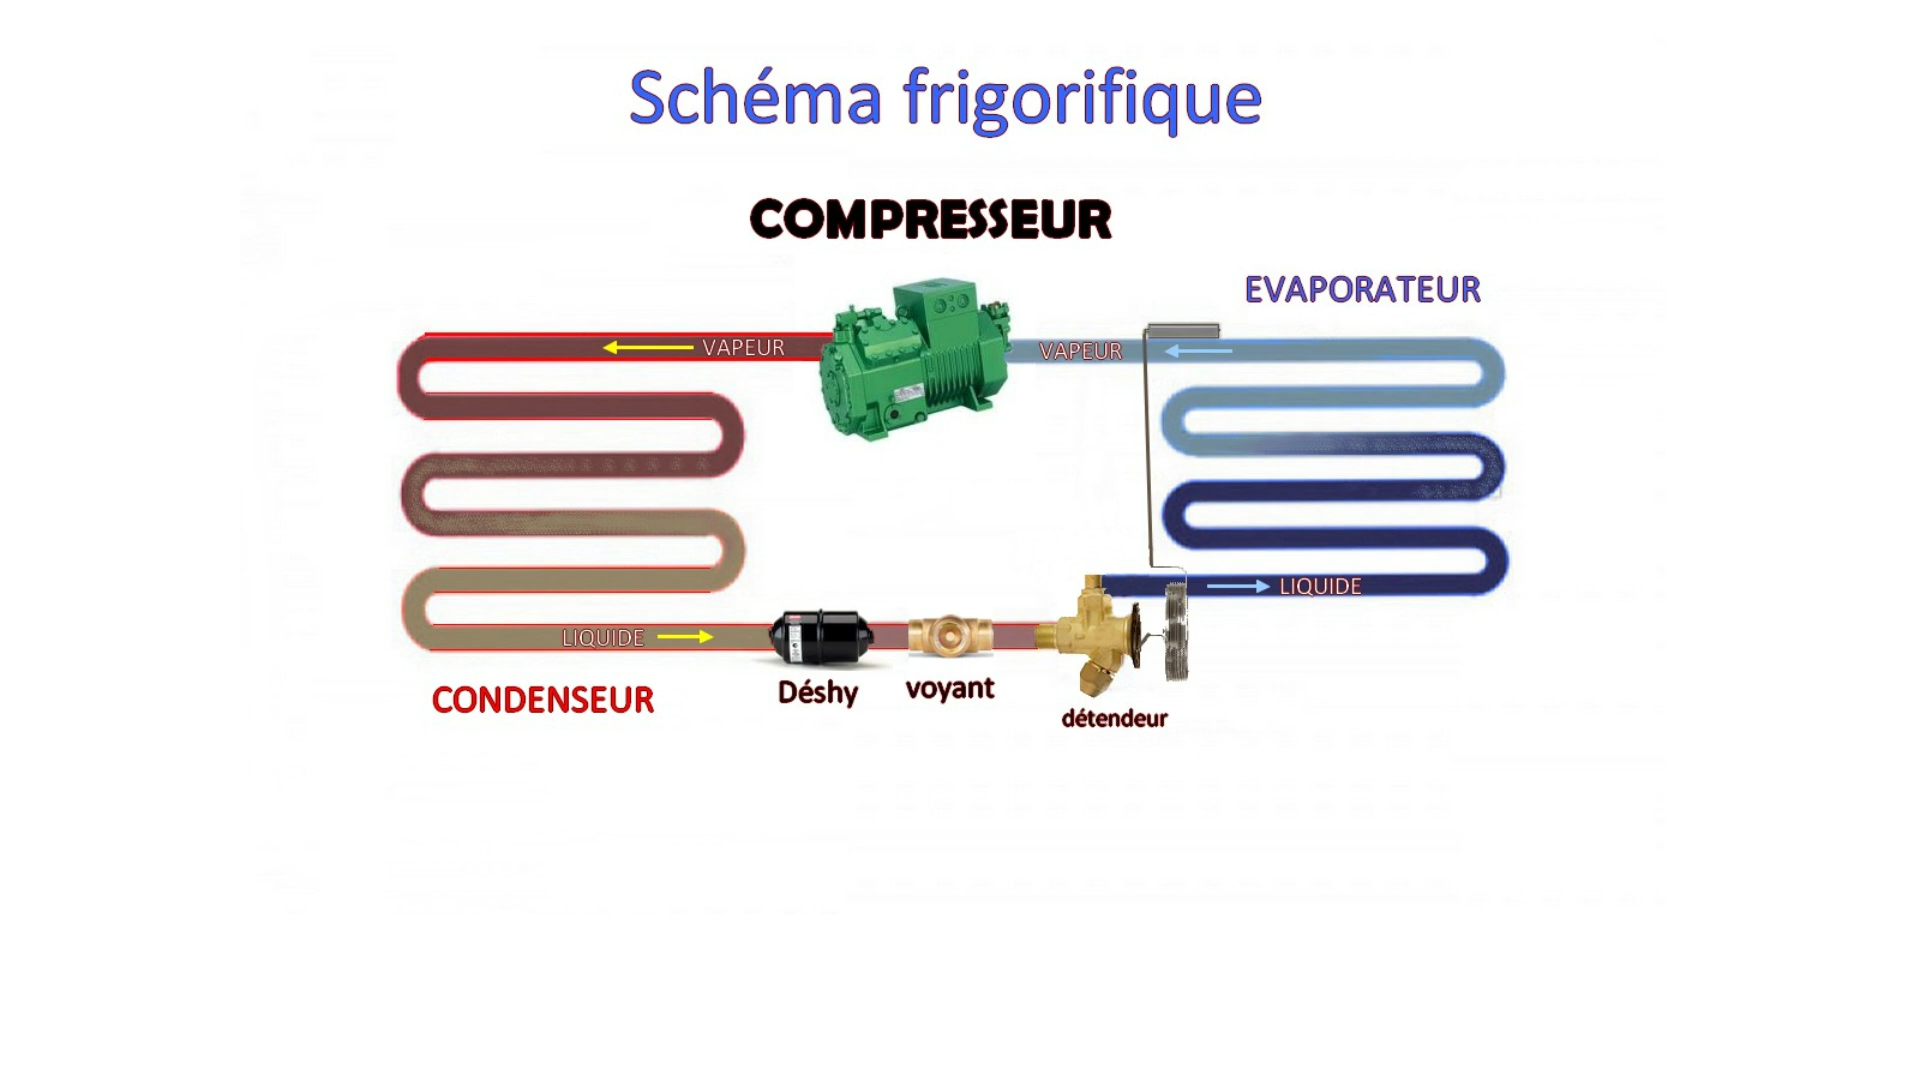 Schéma frigorifique
COMPRESSEUR
EVAPORATEUR
VAPEUR
VAPEUR
LIQUIDE
LIQUIDE
CONDENSEUR
Déshy
voyant
détendeur